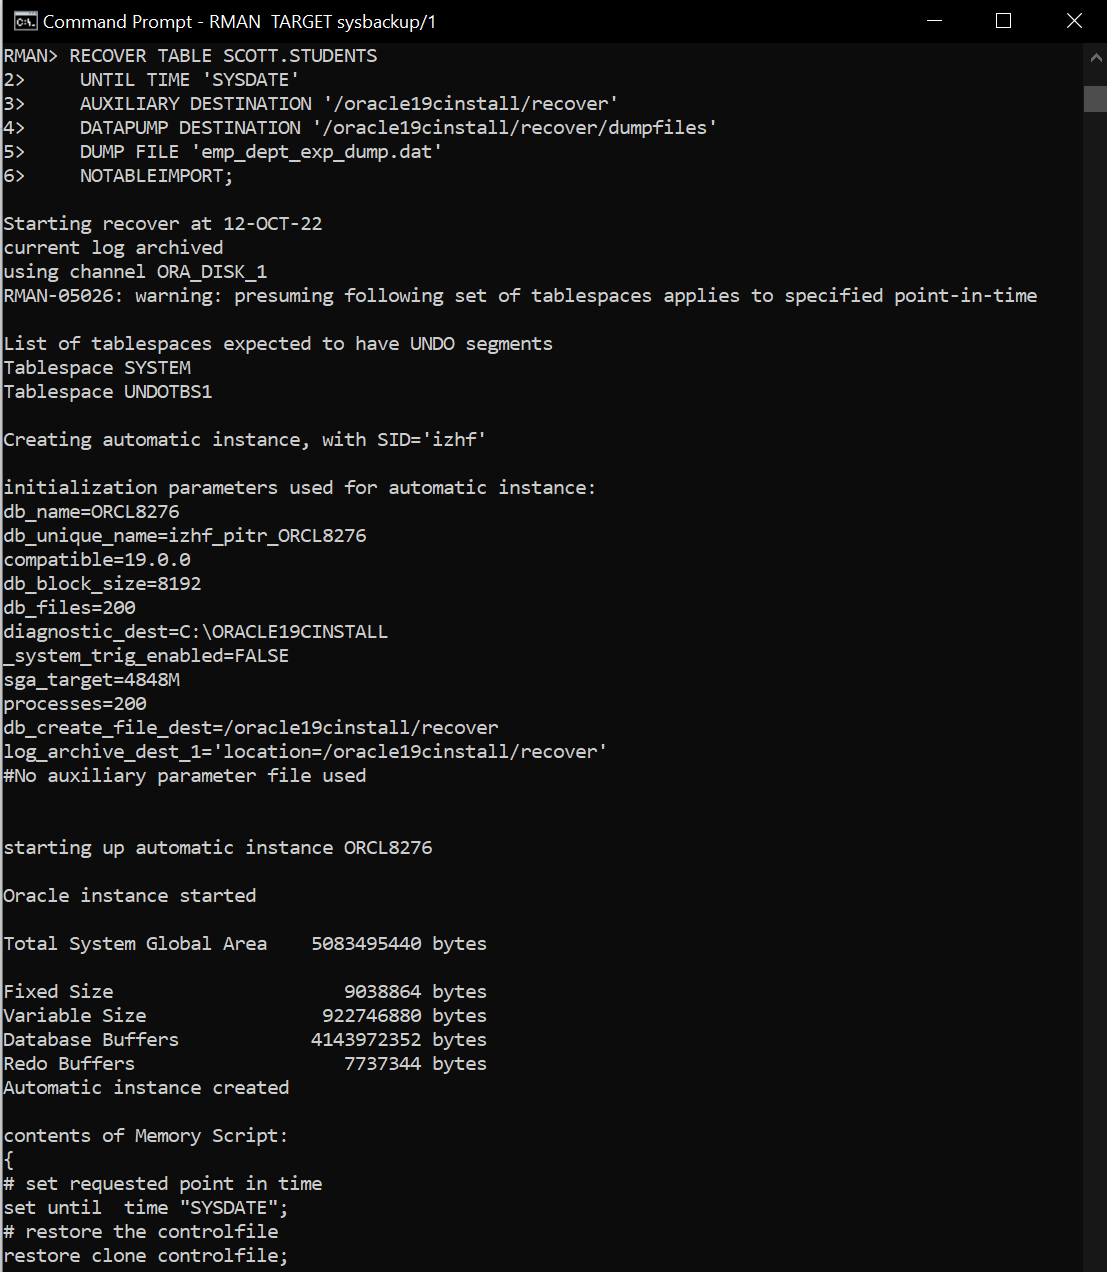 Command Prompt - RMAN  TARGET sysbackup/1
RMAN> RECOVER TABLE SCOTT.STUDENTS
2>     UNTIL TIME 'SYSDATE'
3>     AUXILIARY DESTINATION '/oracle19cinstall/recover'
4>     DATAPUMP DESTINATION '/oracle19cinstall/recover/dumpfiles'
5>     DUMP FILE 'emp_dept_exp_dump.dat'
6>     NOTABLEIMPORT;
Starting recover at 12-OCT-22
current log archived
using channel ORA_DISK_1
RMAN-05026: warning: presuming following set of tablespaces applies to specified point-in-time
List of tablespaces expected to have UNDO segments
Tablespace SYSTEM
Tablespace UNDOTBS1
Creating automatic instance, with SID='izhf'
initialization parameters used for automatic instance:
db_name=ORCL8276
db_unique_name=izhf_pitr_ORCL8276
compatible=19.0.0
db_block_size=8192
db_files=200
diagnostic_dest=C:\ORACLE19CINSTALL
_system_trig_enabled=FALSE
sga_target=4848M
processes=200
db_create_file_dest=/oracle19cinstall/recover
log_archive_dest_1='location=/oracle19cinstall/recover'
#No auxiliary parameter file used
starting up automatic instance ORCL8276
Oracle instance started
Total System Global Area    5083495440 bytes
Fixed Size                     9038864 bytes
Variable Size                922746880 bytes
Database Buffers            4143972352 bytes
Redo Buffers                   7737344 bytes
Automatic instance created
contents of Memory Script:
{
# set requested point in time
set until  time "SYSDATE";
# restore the controlfile
restore clone controlfile;